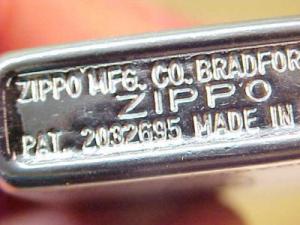 ZIPPO MFG. CO. BRADFOR
ZIPPO
PAT. 2032695 MADE IN